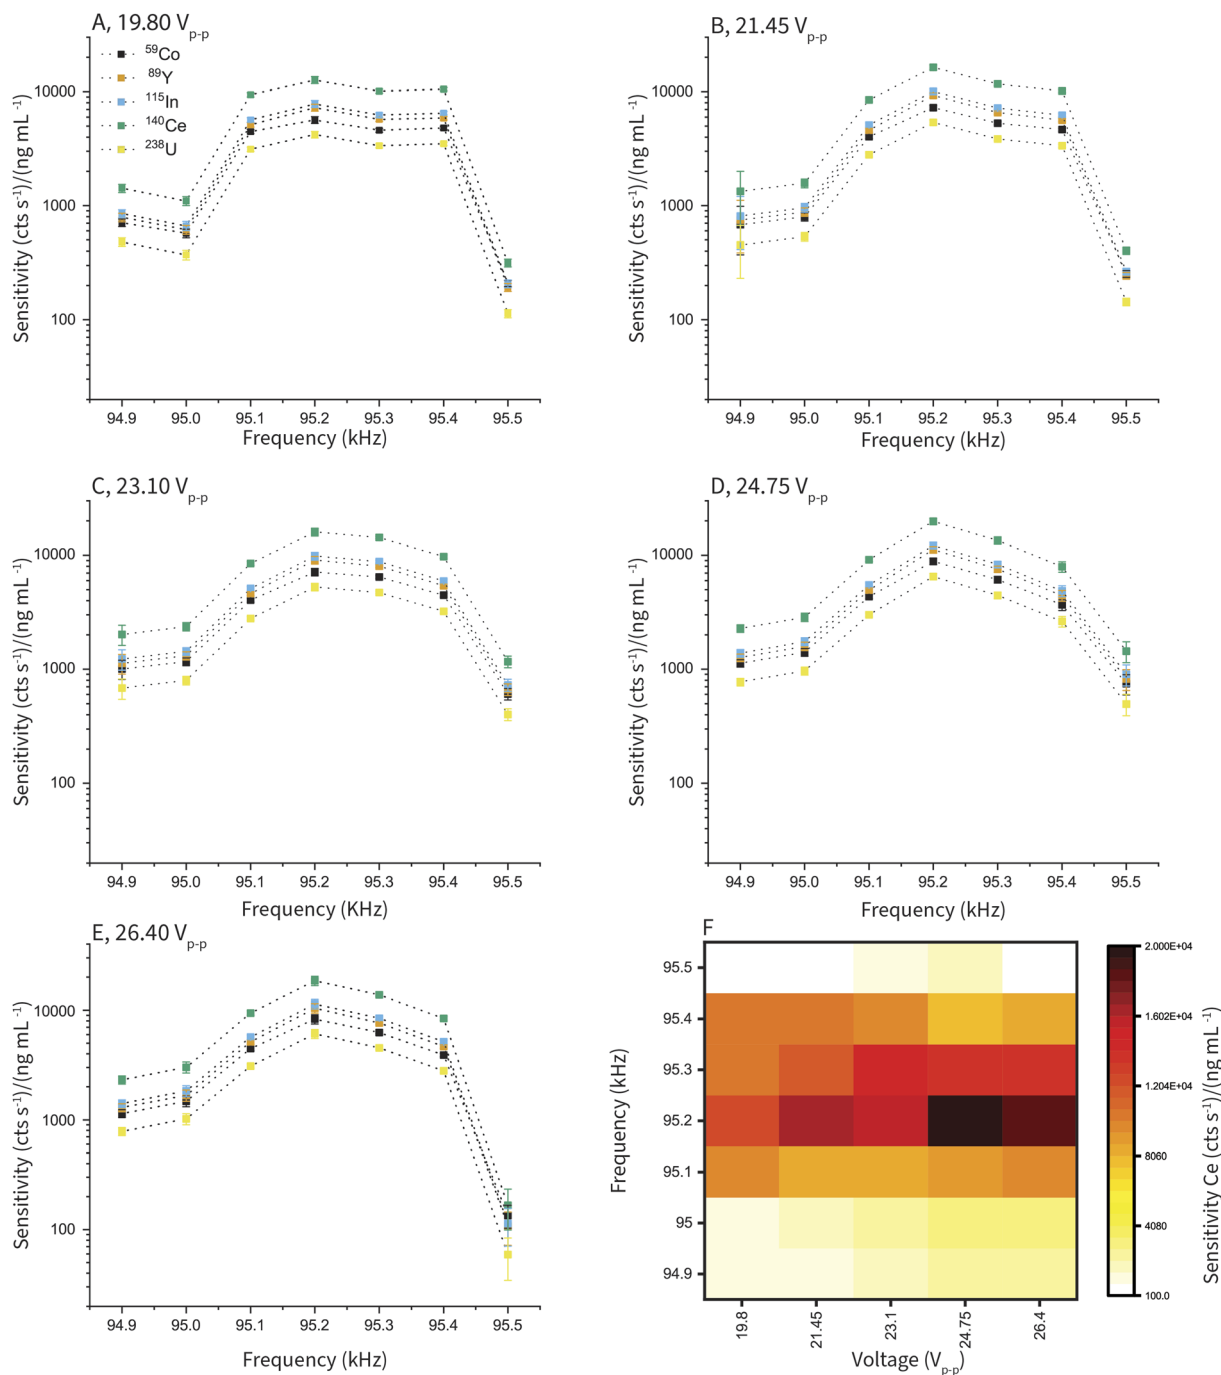 A, 19.80 Vp-p
59Co
89Y
115In
140Ce
238U
10000
1000
100
94.9 95.0 95.1 95.2 95.3 95.4 95.5
Frequency (kHz)
Sensitivity (cts s-1)/(ng mL -1)
B, 21.45 Vp-p
10000
1000
100
94.9 95.0 95.1 95.2 95.3 95.4 95.5
Frequency (kHz)
Sensitivity (cts s-1)/(ng mL -1)
C, 23.10 Vp-p
10000
1000
100
94.9 95.0 95.1 95.2 95.3 95.4 95.5
Frequency (KHz)
Sensitivity (cts s-1)/(ng mL -1)
D, 24.75 Vp-p
10000
1000
100
94.9 95.0 95.1 95.2 95.3 95.4 95.5
Frequency (kHz)
Sensitivity (cts s-1)/(ng mL -1)
E, 26.40 Vp-p
10000
1000
100
94.9 95.0 95.1 95.2 95.3 95.4 95.5
Frequency (kHz)
Sensitivity (cts s-1)/(ng mL -1)
F
95.5
95.4
95.3
95.2
95.1
95
94.9
Frequency (kHz)
19.8 21.45 23.1 24.75 26.4
Voltage (Vp-p)
2.000E+04
1.602E+04
1.204E+04
8060
4080
100.0
Sensitivity Ce (cts s-1)/(ng mL -1)